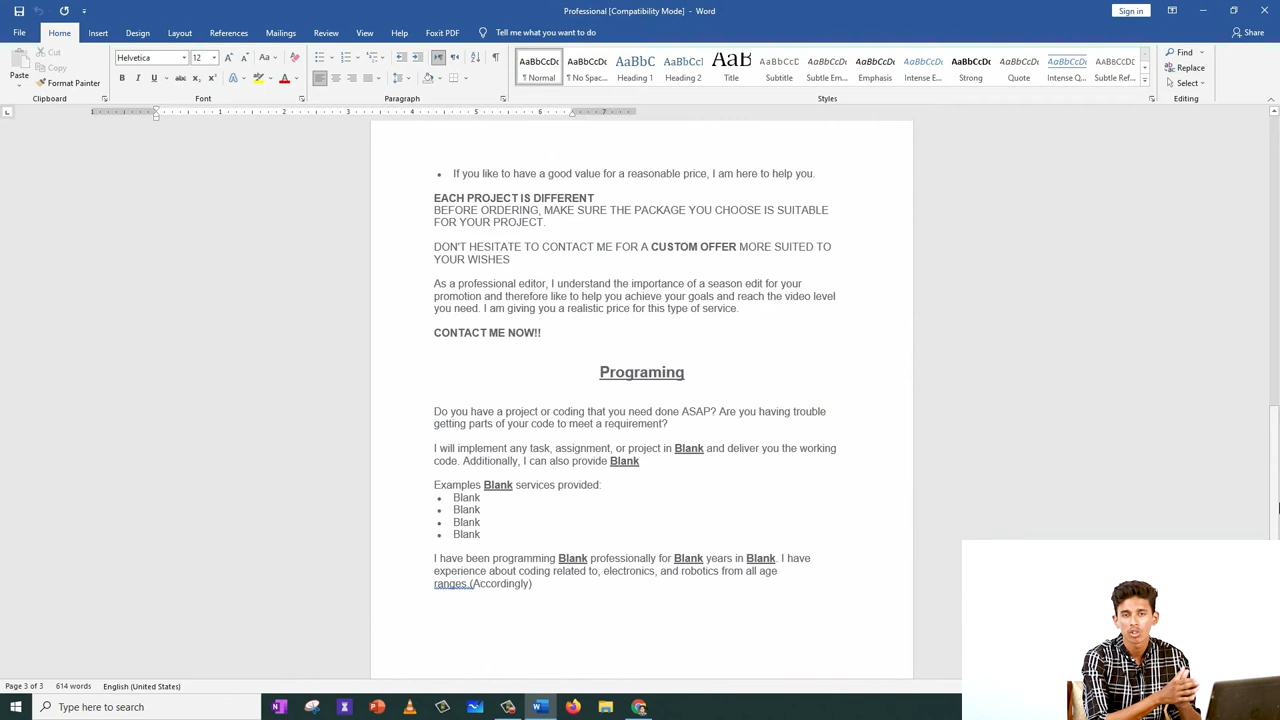 Professional [Compatibility Mode] - Word
Sign in
File Home Insert Design Layout References Mailings Review View Help Foxit PDF Tell me what you want to do Share
Paste
Cut
Copy
Format Painter
Clipboard
Helvetica 12
Font
Paragraph
AaBbCcDc AaBbCcDc AaBbC AaBbCcI AaB AaBbCcD AaBbCcDc AaBbCcDc AaBbCcDc AaBbCcDc AaBbCcDc AaBbCcDc AaBbCcDc
¶ Normal ¶ No Spac... Heading 1 Heading 2 Title Subtitle Subtle Em... Emphasis Intense E... Strong Quote Intense Q... Subtle Ref...
Styles
Find
Replace
Select
Editing
1 1 2 3 4 5 6 7
• If you like to have a good value for a reasonable price, I am here to help you.
EACH PROJECT IS DIFFERENT
BEFORE ORDERING, MAKE SURE THE PACKAGE YOU CHOOSE IS SUITABLE
FOR YOUR PROJECT.
DON'T HESITATE TO CONTACT ME FOR A CUSTOM OFFER MORE SUITED TO
YOUR WISHES
As a professional editor, I understand the importance of a season edit for your
promotion and therefore like to help you achieve your goals and reach the video level
you need. I am giving you a realistic price for this type of service.
CONTACT ME NOW!!
Programing
Do you have a project or coding that you need done ASAP? Are you having trouble
getting parts of your code to meet a requirement?
I will implement any task, assignment, or project in Blank and deliver you the working
code. Additionally, I can also provide Blank
Examples Blank services provided:
• Blank
• Blank
• Blank
• Blank
I have been programming Blank professionally for Blank years in Blank. I have
experience about coding related to, electronics, and robotics from all age
ranges.(Accordingly)
Page 3 of 3 614 words English (United States)
Type here to search